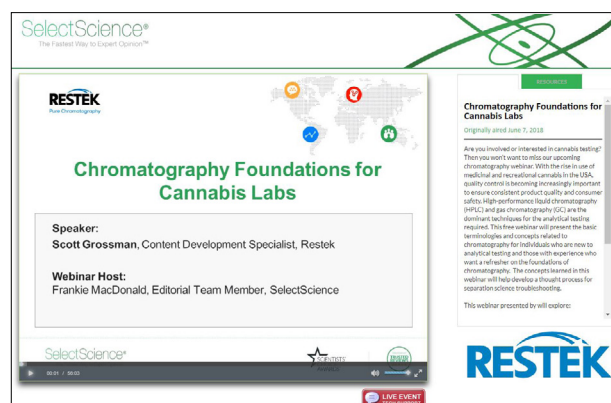 SelectScience®
The Fastest Way to Expert Opinion™
RESTEK
Pure Chromatography
Chromatography Foundations for
Cannabis Labs
Speaker:
Scott Grossman, Content Development Specialist, Restek
Webinar Host:
Frankie MacDonald, Editorial Team Member, SelectScience
SelectScience®
SCIENTISTS'
00:01 / 58:03
LIVE EVENT
RESOURCES
Chromatography Foundations for
Cannabis Labs
Originally aired June 7, 2018
Are you involved or interested in cannabis testing?
Then you won't want to miss our upcoming
chromatography webinar. With the rise in use of
medicinal and recreational cannabis in the USA,
quality control is becoming increasingly important
to ensure consistent product quality and consumer
safety. High-performance liquid chromatography
(HPLC) and gas chromatography (GC) are the
dominant techniques for the analytical testing
required. This free webinar will present the basic
terminologies and concepts related to
chromatography for individuals who are new to
analytical testing and those with experience who
want a refresher on the foundations of
chromatography. The concepts learned in this
webinar will help develop a thought process for
separation science troubleshooting.
This webinar presented by will explore:
RESTEK